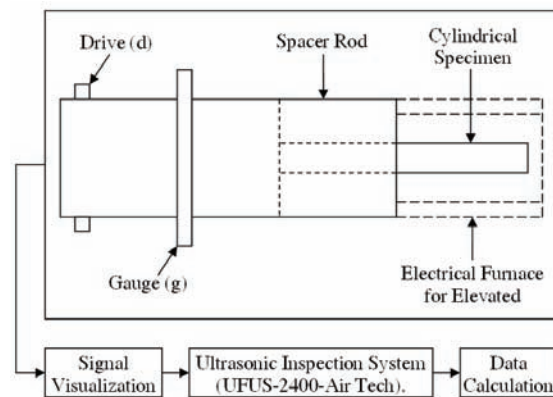 Drive (d)
Spacer Rod
Cylindrical
Specimen
Gauge (g)
Electrical Furnace
for Elevated
Signal
Visualization
Ultrasonic Inspection System
(UFUS-2400-Air Tech).
Data
Calculation